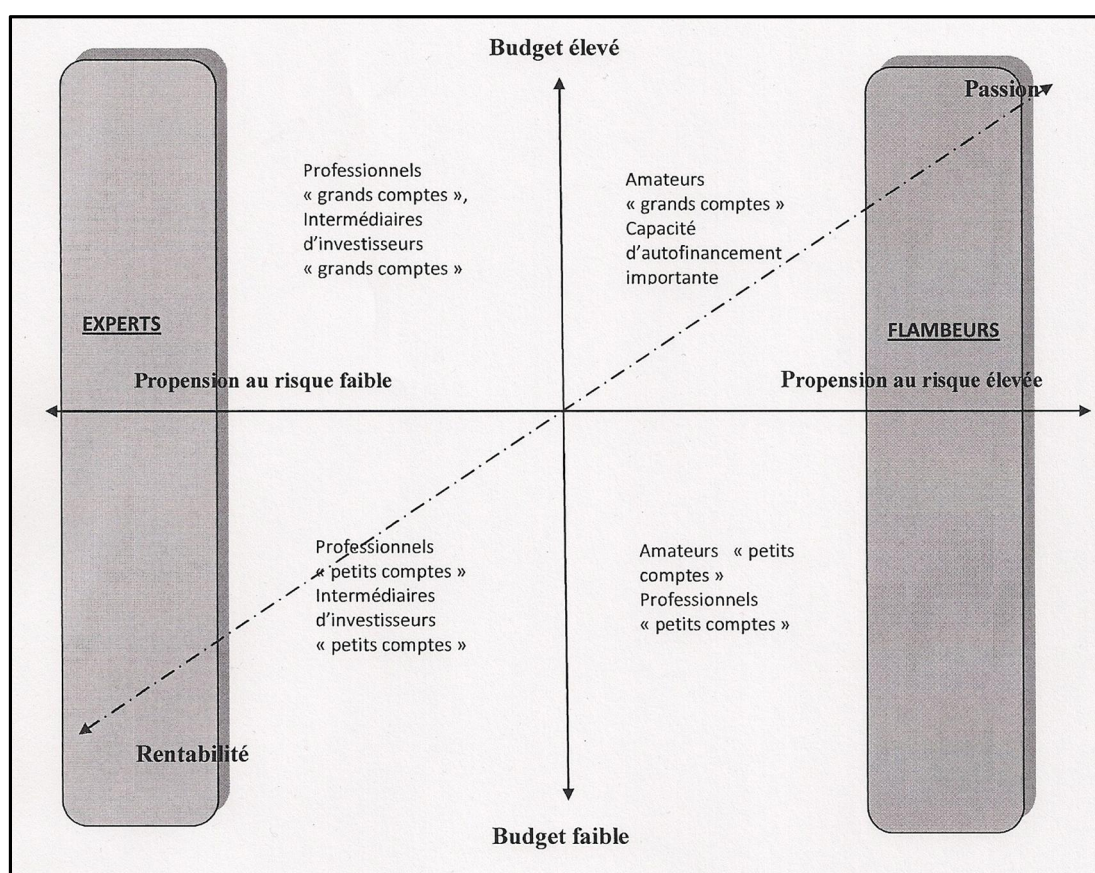 Budget élevé
Passion
Professionnels
« grands comptes »,
Intermédiaires
d’investisseurs
« grands comptes »
Amateurs
« grands comptes »
Capacité
d’autofinancement
importante
EXPERTS
FLAMBEURS
Propension au risque faible
Propension au risque élevée
Professionnels
« petits comptes »
Intermédiaires
d’investisseurs
« petits comptes »
Amateurs « petits
comptes »
Professionnels
« petits comptes »
Rentabilité
Budget faible